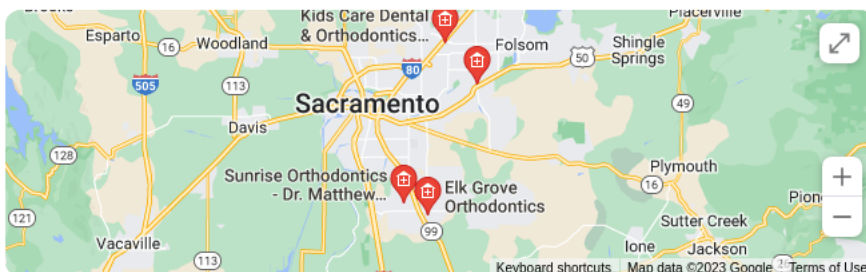 Kids Care Dental
& Orthodontics...
Placerville
Esparto
16
Woodland
Folsom
Shingle
Springs
50
80
505
113
Sacramento
49
Davis
128
Plymouth
Sunrise Orthodontics
- Dr. Matthew...
Elk Grove
Orthodontics
16
121
Sutter Creek
99
Vacaville
113
Ione
Jackson
Keyboard shortcuts
Map data ©2023 Google
Terms of Use